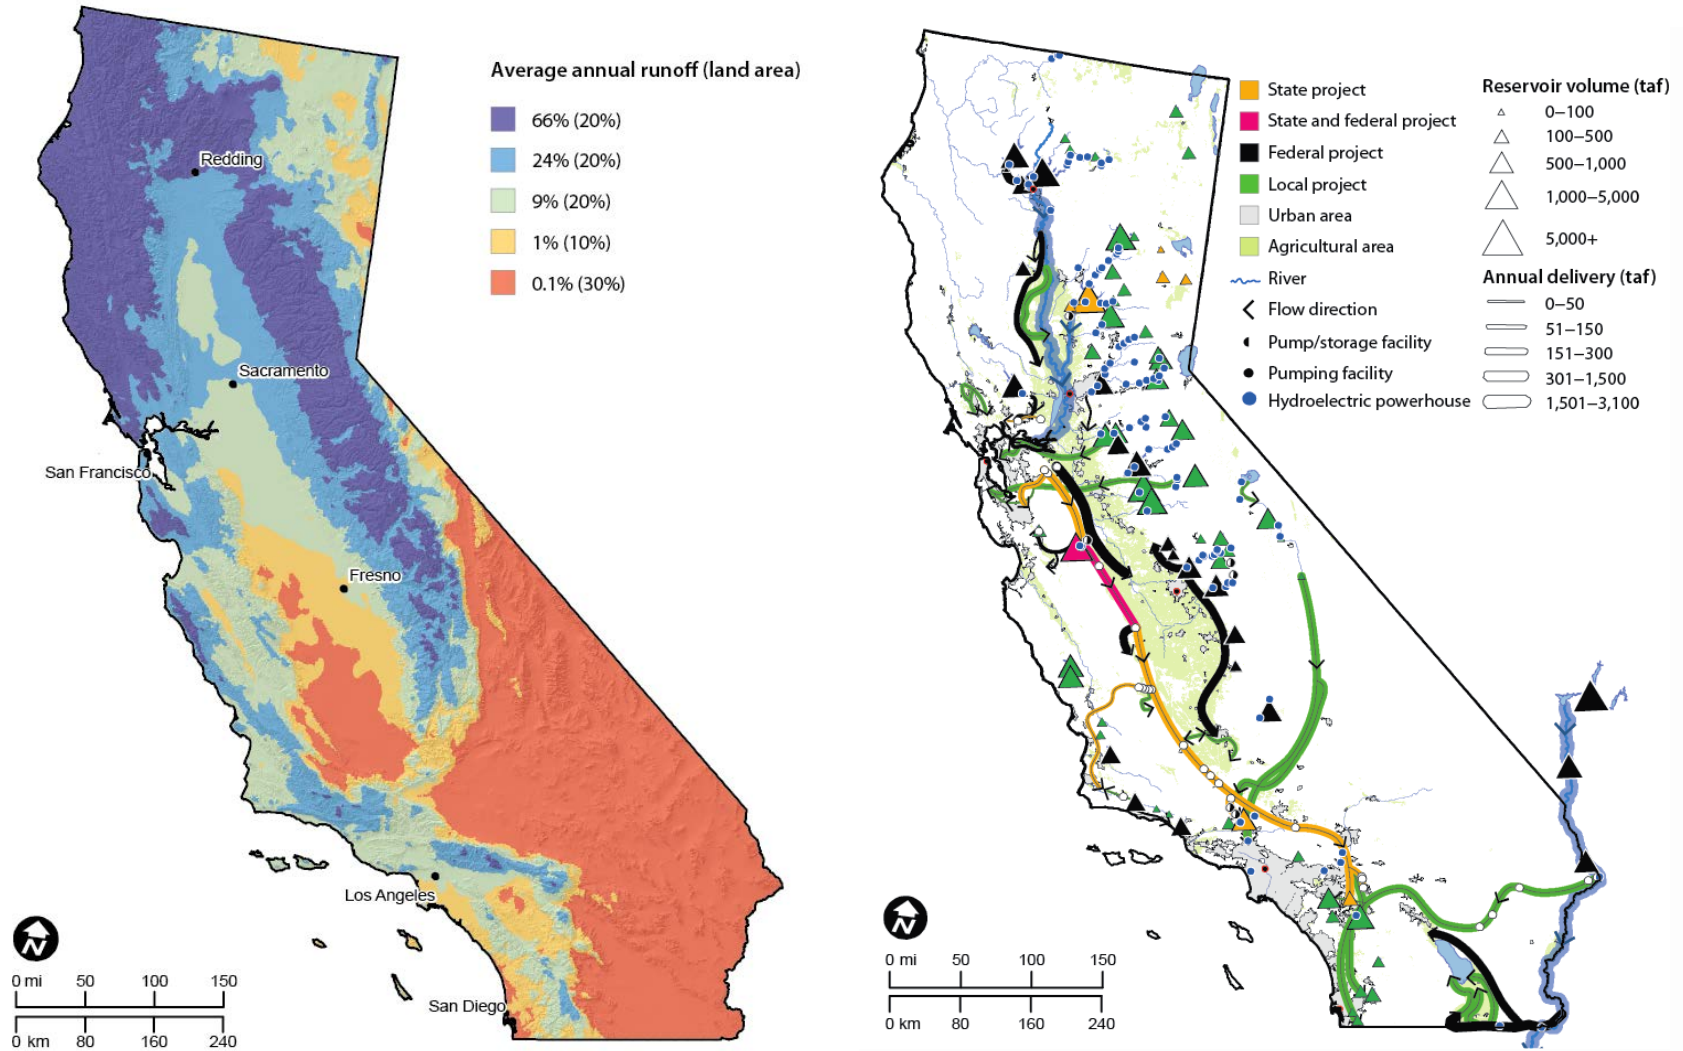 Average annual runoff (land area)
66% (20%)
24% (20%)
9% (20%)
1% (10%)
0.1% (30%)
Redding
Sacramento
San Francisco
Fresno
Los Angeles
San Diego
N
0 mi 50 100 150
0 km 80 160 240
State project
State and federal project
Federal project
Local project
Urban area
Agricultural area
River
Flow direction
Pump/storage facility
Pumping facility
Hydroelectric powerhouse
Reservoir volume (taf)
0–100
100–500
500–1,000
1,000–5,000
5,000+
Annual delivery (taf)
0–50
51–150
151–300
301–1,500
1,501–3,100
N
0 mi 50 100 150
0 km 80 160 240